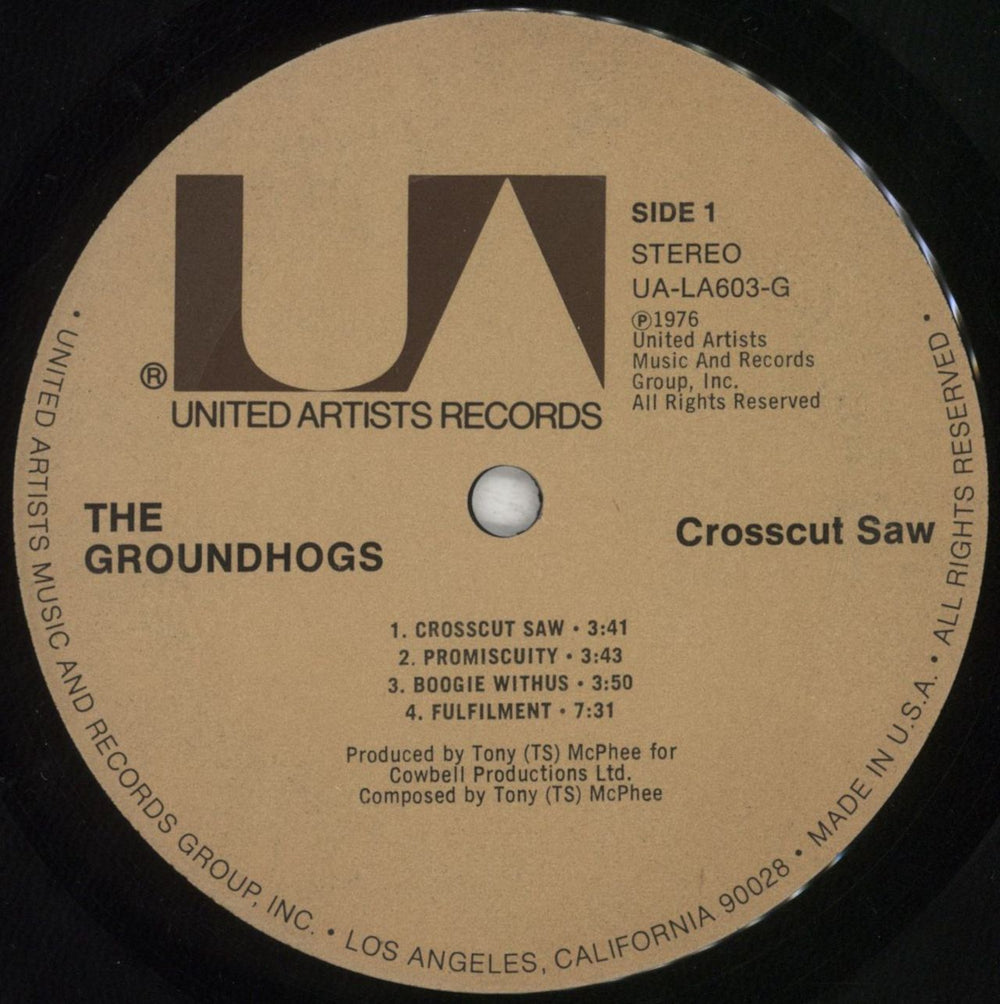 UA
®
UNITED ARTISTS RECORDS
SIDE 1
STEREO
UA-LA603-G
℗1976
United Artists
Music And Records
Group, Inc.
All Rights Reserved
THE
GROUNDHOGS
Crosscut Saw
1. CROSSCUT SAW • 3:41
2. PROMISCUITY • 3:43
3. BOOGIE WITHUS • 3:50
4. FULFILMENT • 7:31
Produced by Tony (TS) McPhee for
Cowbell Productions Ltd.
Composed by Tony (TS) McPhee
• UNITED ARTISTS MUSIC AND RECORDS GROUP, INC. • LOS ANGELES, CALIFORNIA 90028 • MADE IN U.S.A. • ALL RIGHTS RESERVED •